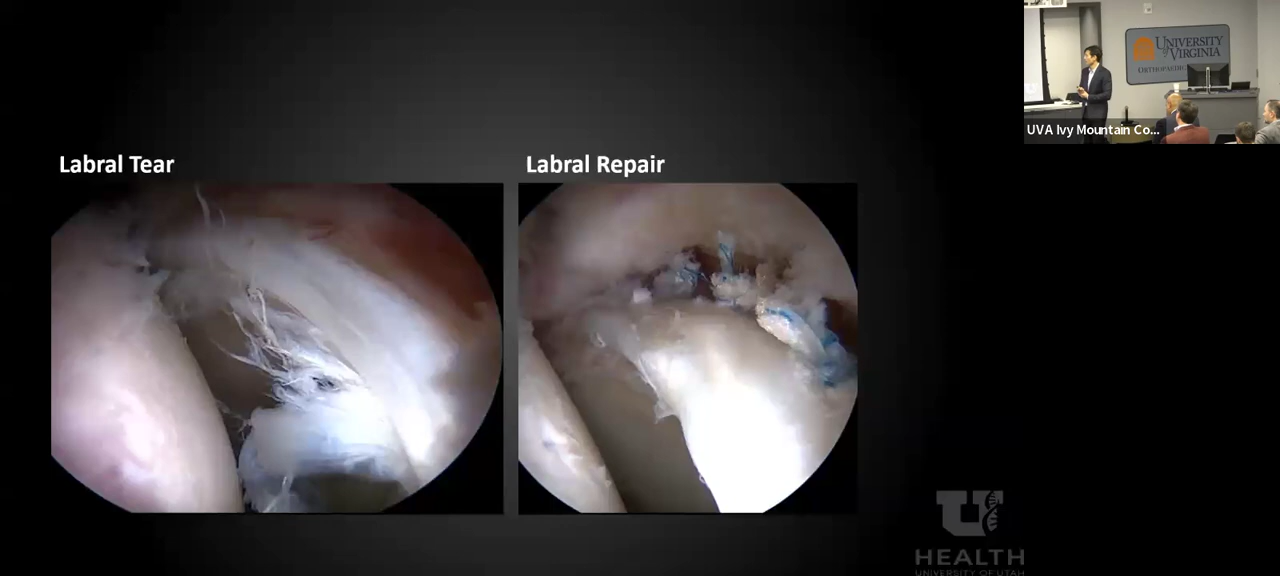 Labral Tear
Labral Repair
UNIVERSITY
of VIRGINIA
UVA Ivy Mountain Co...
U
HEALTH
UNIVERSITY OF UTAH